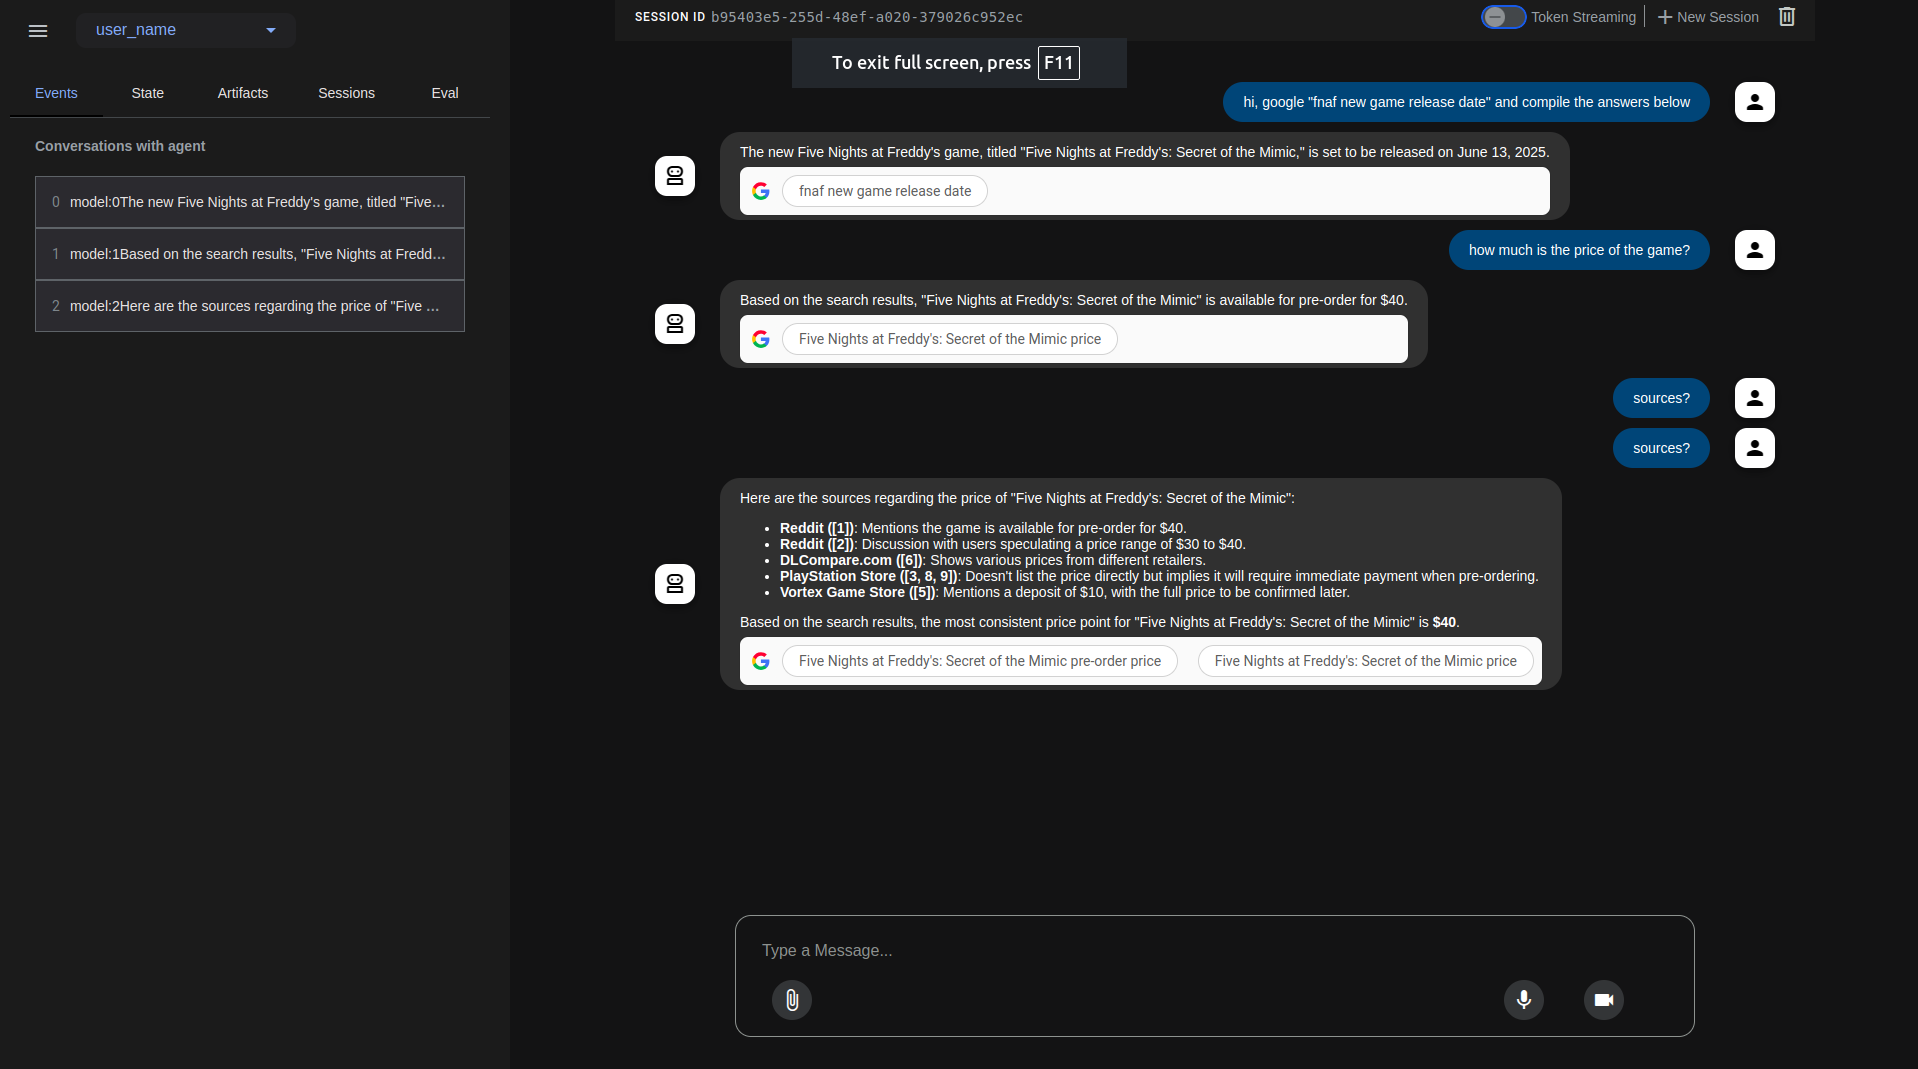 user_name
SESSION ID b95403e5-255d-48ef-a020-379026c952ec
Token Streaming
New Session
To exit full screen, press F11
Events State Artifacts Sessions Eval
Conversations with agent
0 model:0The new Five Nights at Freddy's game, titled "Five...
1 model:1Based on the search results, "Five Nights at Fredd...
2 model:2Here are the sources regarding the price of "Five ...
hi, google "fnaf new game release date" and compile the answers below
The new Five Nights at Freddy's game, titled "Five Nights at Freddy's: Secret of the Mimic," is set to be released on June 13, 2025.
fnaf new game release date
how much is the price of the game?
Based on the search results, "Five Nights at Freddy's: Secret of the Mimic" is available for pre-order for $40.
Five Nights at Freddy's: Secret of the Mimic price
sources?
sources?
Here are the sources regarding the price of "Five Nights at Freddy's: Secret of the Mimic":
• Reddit ([1]): Mentions the game is available for pre-order for $40.
• Reddit ([2]): Discussion with users speculating a price range of $30 to $40.
• DLCompare.com ([6]): Shows various prices from different retailers.
• PlayStation Store ([3, 8, 9]): Doesn't list the price directly but implies it will require immediate payment when pre-ordering.
• Vortex Game Store ([5]): Mentions a deposit of $10, with the full price to be confirmed later.
Based on the search results, the most consistent price point for "Five Nights at Freddy's: Secret of the Mimic" is $40.
Five Nights at Freddy's: Secret of the Mimic pre-order price
Five Nights at Freddy's: Secret of the Mimic price
Type a Message...